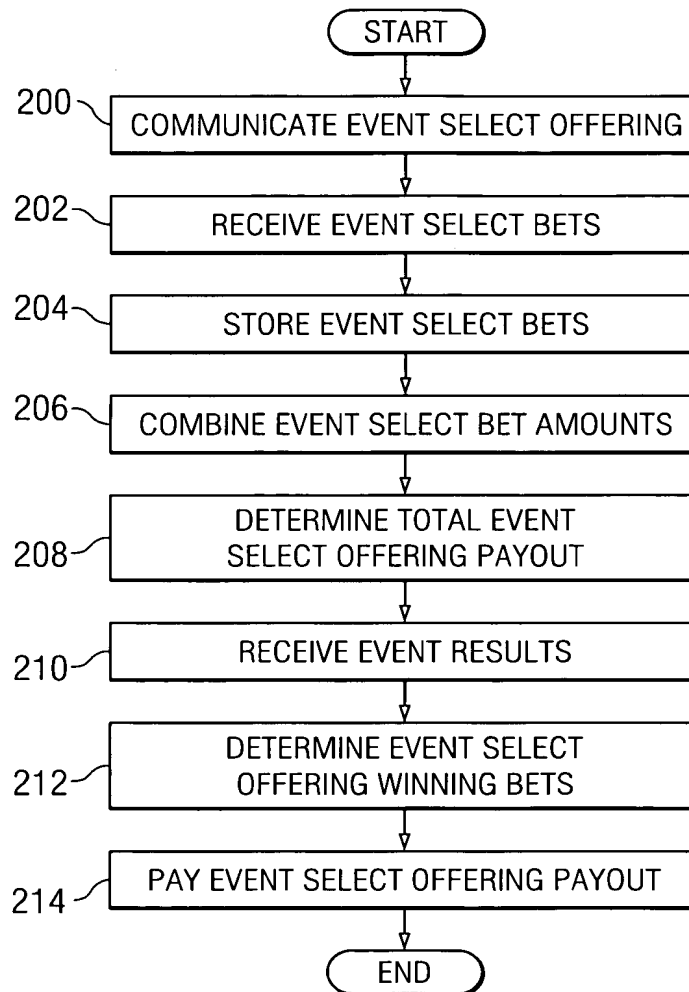 START
200
COMMUNICATE EVENT SELECT OFFERING
202
RECEIVE EVENT SELECT BETS
204
STORE EVENT SELECT BETS
206
COMBINE EVENT SELECT BET AMOUNTS
208
DETERMINE TOTAL EVENT
SELECT OFFERING PAYOUT
210
RECEIVE EVENT RESULTS
212
DETERMINE EVENT SELECT
OFFERING WINNING BETS
214
PAY EVENT SELECT OFFERING PAYOUT
END